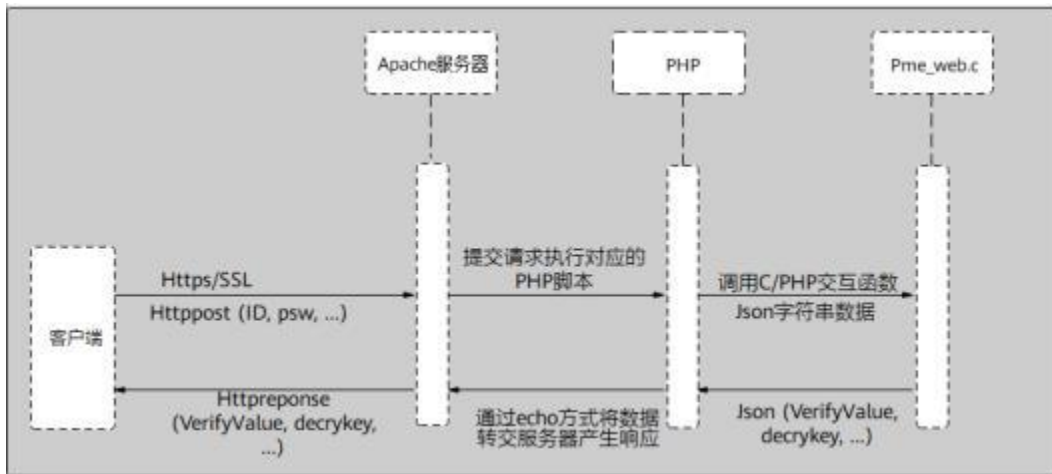 Apache服务器
PHP
Pme_web.c
Https/SSL
Httppost (ID, psw, ...)
提交请求执行对应的
PHP脚本
调用C/PHP交互函数
Json字符串数据
客户端
Httpreponse
(VerifyValue, decrykey,
...)
通过echo方式将数据
转交服务器产生响应
Json (VerifyValue,
decrykey, ...)